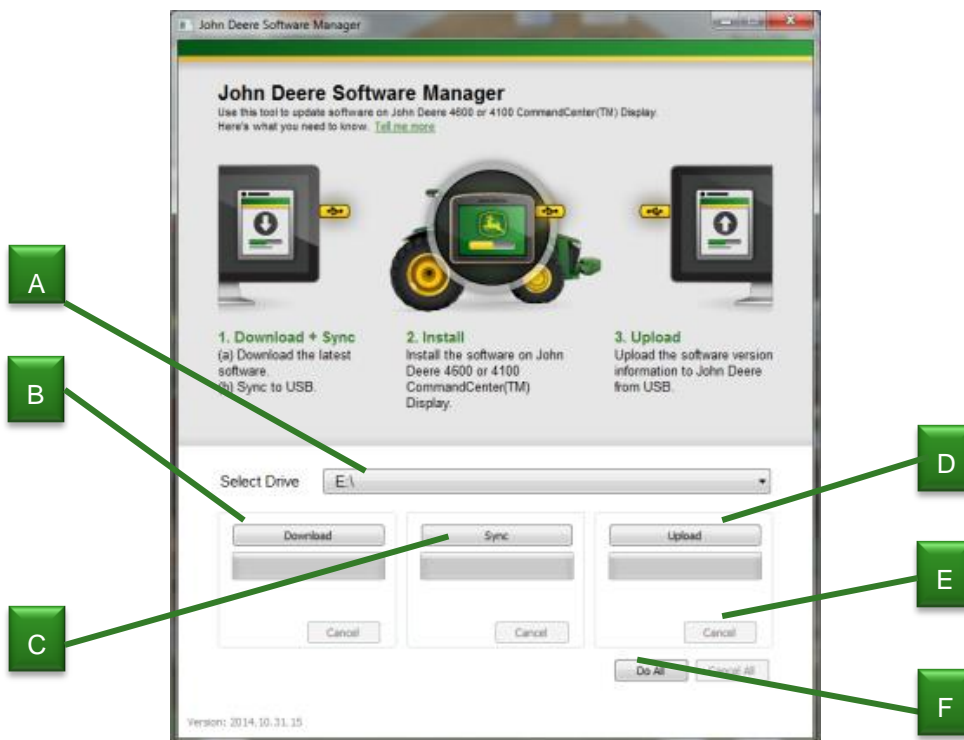 John Deere Software Manager
John Deere Software Manager
Use this tool to update software on John Deere 4600 or 4100 CommandCenter(TM) Display.
Here's what you need to know. Tell me more
A
1. Download + Sync
(a) Download the latest
software.
(b) Sync to USB.
2. Install
Install the software on John
Deere 4600 or 4100
CommandCenter(TM)
Display.
3. Upload
Upload the software version
information to John Deere
from USB.
B
D
Select Drive E:\
Download Sync Upload
E
C
Cancel Cancel Cancel
Do All Cancel All
F
Version: 2014.10.31.15